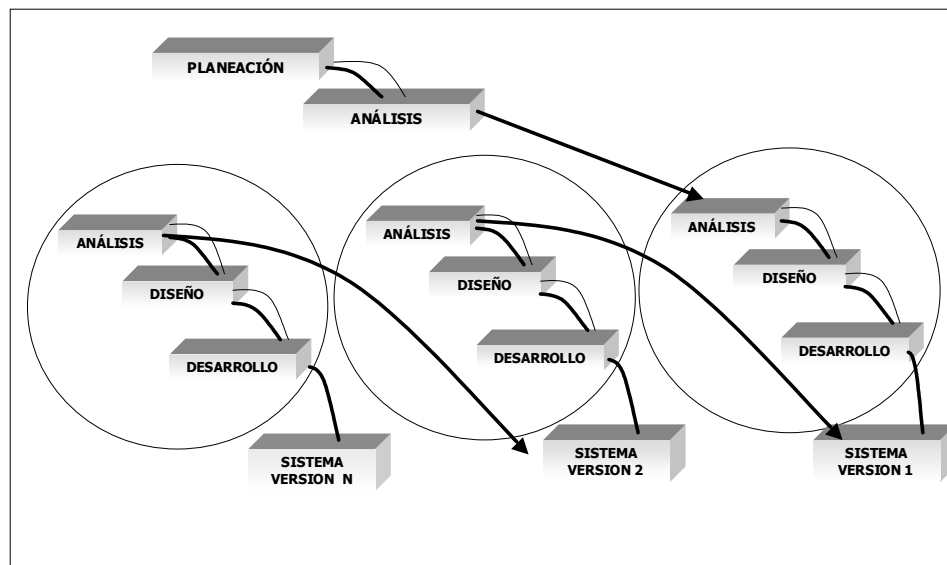 PLANEACIÓN
ANÁLISIS
ANÁLISIS
DISEÑO
DESARROLLO
SISTEMA
VERSION N
ANÁLISIS
DISEÑO
DESARROLLO
SISTEMA
VERSION 2
ANÁLISIS
DISEÑO
DESARROLLO
SISTEMA
VERSION 1